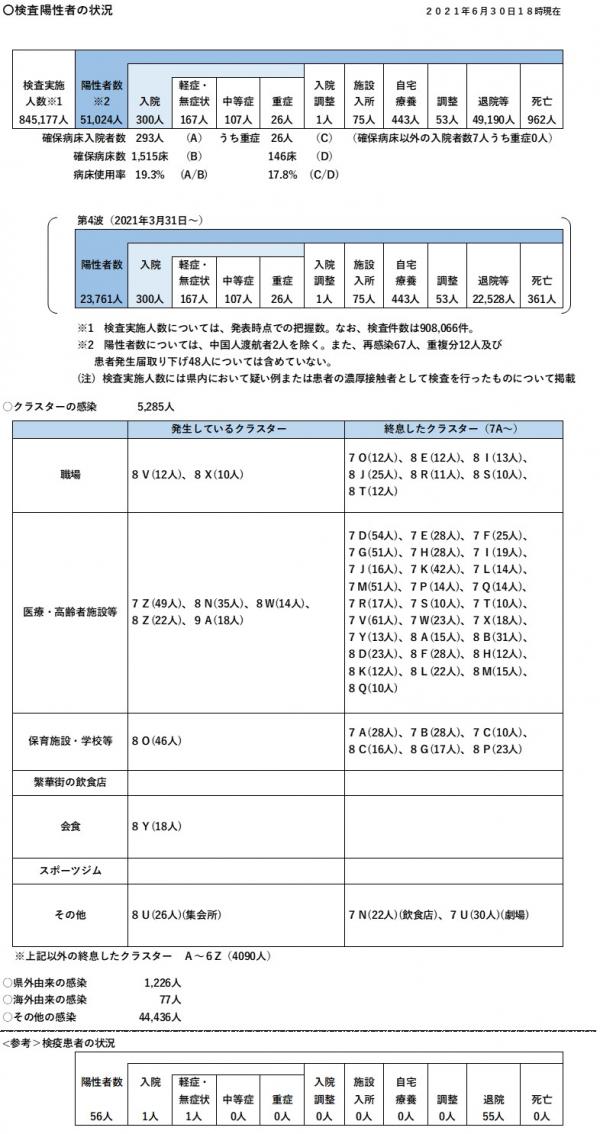 〇検査陽性者の状況 ２０２１年６月３０日１８時現在
検査実施人数※1 陽性者数※2 入院 軽症・無症状 中等症 重症 入院調整 施設入所 自宅療養 調整 退院等 死亡
845,177人 51,024人 300人 167人 107人 26人 1人 75人 443人 53人 49,190人 962人
確保病床入院者数 293人 (A) うち重症 26人 (C) （確保病床以外の入院者数7人うち重症0人）
確保病床数 1,515床 (B) 146床 (D)
病床使用率 19.3% (A/B) 17.8% (C/D)
第4波（2021年3月31日～）
陽性者数 入院 軽症・無症状 中等症 重症 入院調整 施設入所 自宅療養 調整 退院等 死亡
23,761人 300人 167人 107人 26人 1人 75人 443人 53人 22,528人 361人
※1　検査実施人数については、発表時点での把握数。なお、検査件数は908,066件。
※2　陽性者数については、中国人渡航者2人を除く。また、再感染67人、重複分12人及び
患者発生届取り下げ48人については含めていない。
（注）検査実施人数には県内において疑い例または患者の濃厚接触者として検査を行ったものについて掲載
〇クラスターの感染 5,285人
発生しているクラスター 終息したクラスター（7A～）
職場 ８Ｖ(12人)、８Ｘ(10人) ７Ｏ(12人)、８Ｅ(12人)、８Ｉ(13人)、
８Ｊ(25人)、８Ｒ(11人)、８Ｓ(10人)、
８Ｔ(12人)
医療・高齢者施設等 ７Ｚ(49人)、８Ｎ(35人)、８Ｗ(14人)、
８Ｚ(22人)、９Ａ(18人)
７Ｄ(54人)、７Ｅ(28人)、７Ｆ(25人)、
７Ｇ(51人)、７Ｈ(28人)、７Ｉ(19人)、
７Ｊ(16人)、７Ｋ(42人)、７Ｌ(14人)、
７Ｍ(51人)、７Ｐ(14人)、７Ｑ(14人)、
７Ｒ(17人)、７Ｓ(10人)、７Ｔ(10人)、
７Ｖ(61人)、７Ｗ(23人)、７Ｘ(18人)、
７Ｙ(13人)、８Ａ(15人)、８Ｂ(31人)、
８Ｄ(23人)、８Ｆ(28人)、８Ｈ(12人)、
８Ｋ(12人)、８Ｌ(22人)、８Ｍ(15人)、
８Ｑ(10人)
保育施設・学校等 ８Ｏ(46人) ７Ａ(28人)、７Ｂ(28人)、７Ｃ(10人)、
８Ｃ(16人)、８Ｇ(17人)、８Ｐ(23人)
繁華街の飲食店
会食 ８Ｙ(18人)
スポーツジム
その他 ８Ｕ(26人)(集会所) ７Ｎ(22人)(飲食店)、７Ｕ(30人)(劇場)
※上記以外の終息したクラスター　Ａ～６Ｚ（4090人）
〇県外由来の感染 1,226人
〇海外由来の感染 77人
〇その他の感染 44,436人
<参考＞検疫患者の状況
陽性者数 入院 軽症・無症状 中等症 重症 入院調整 施設入所 自宅療養 調整 退院 死亡
56人 1人 1人 0人 0人 0人 0人 0人 0人 55人 0人